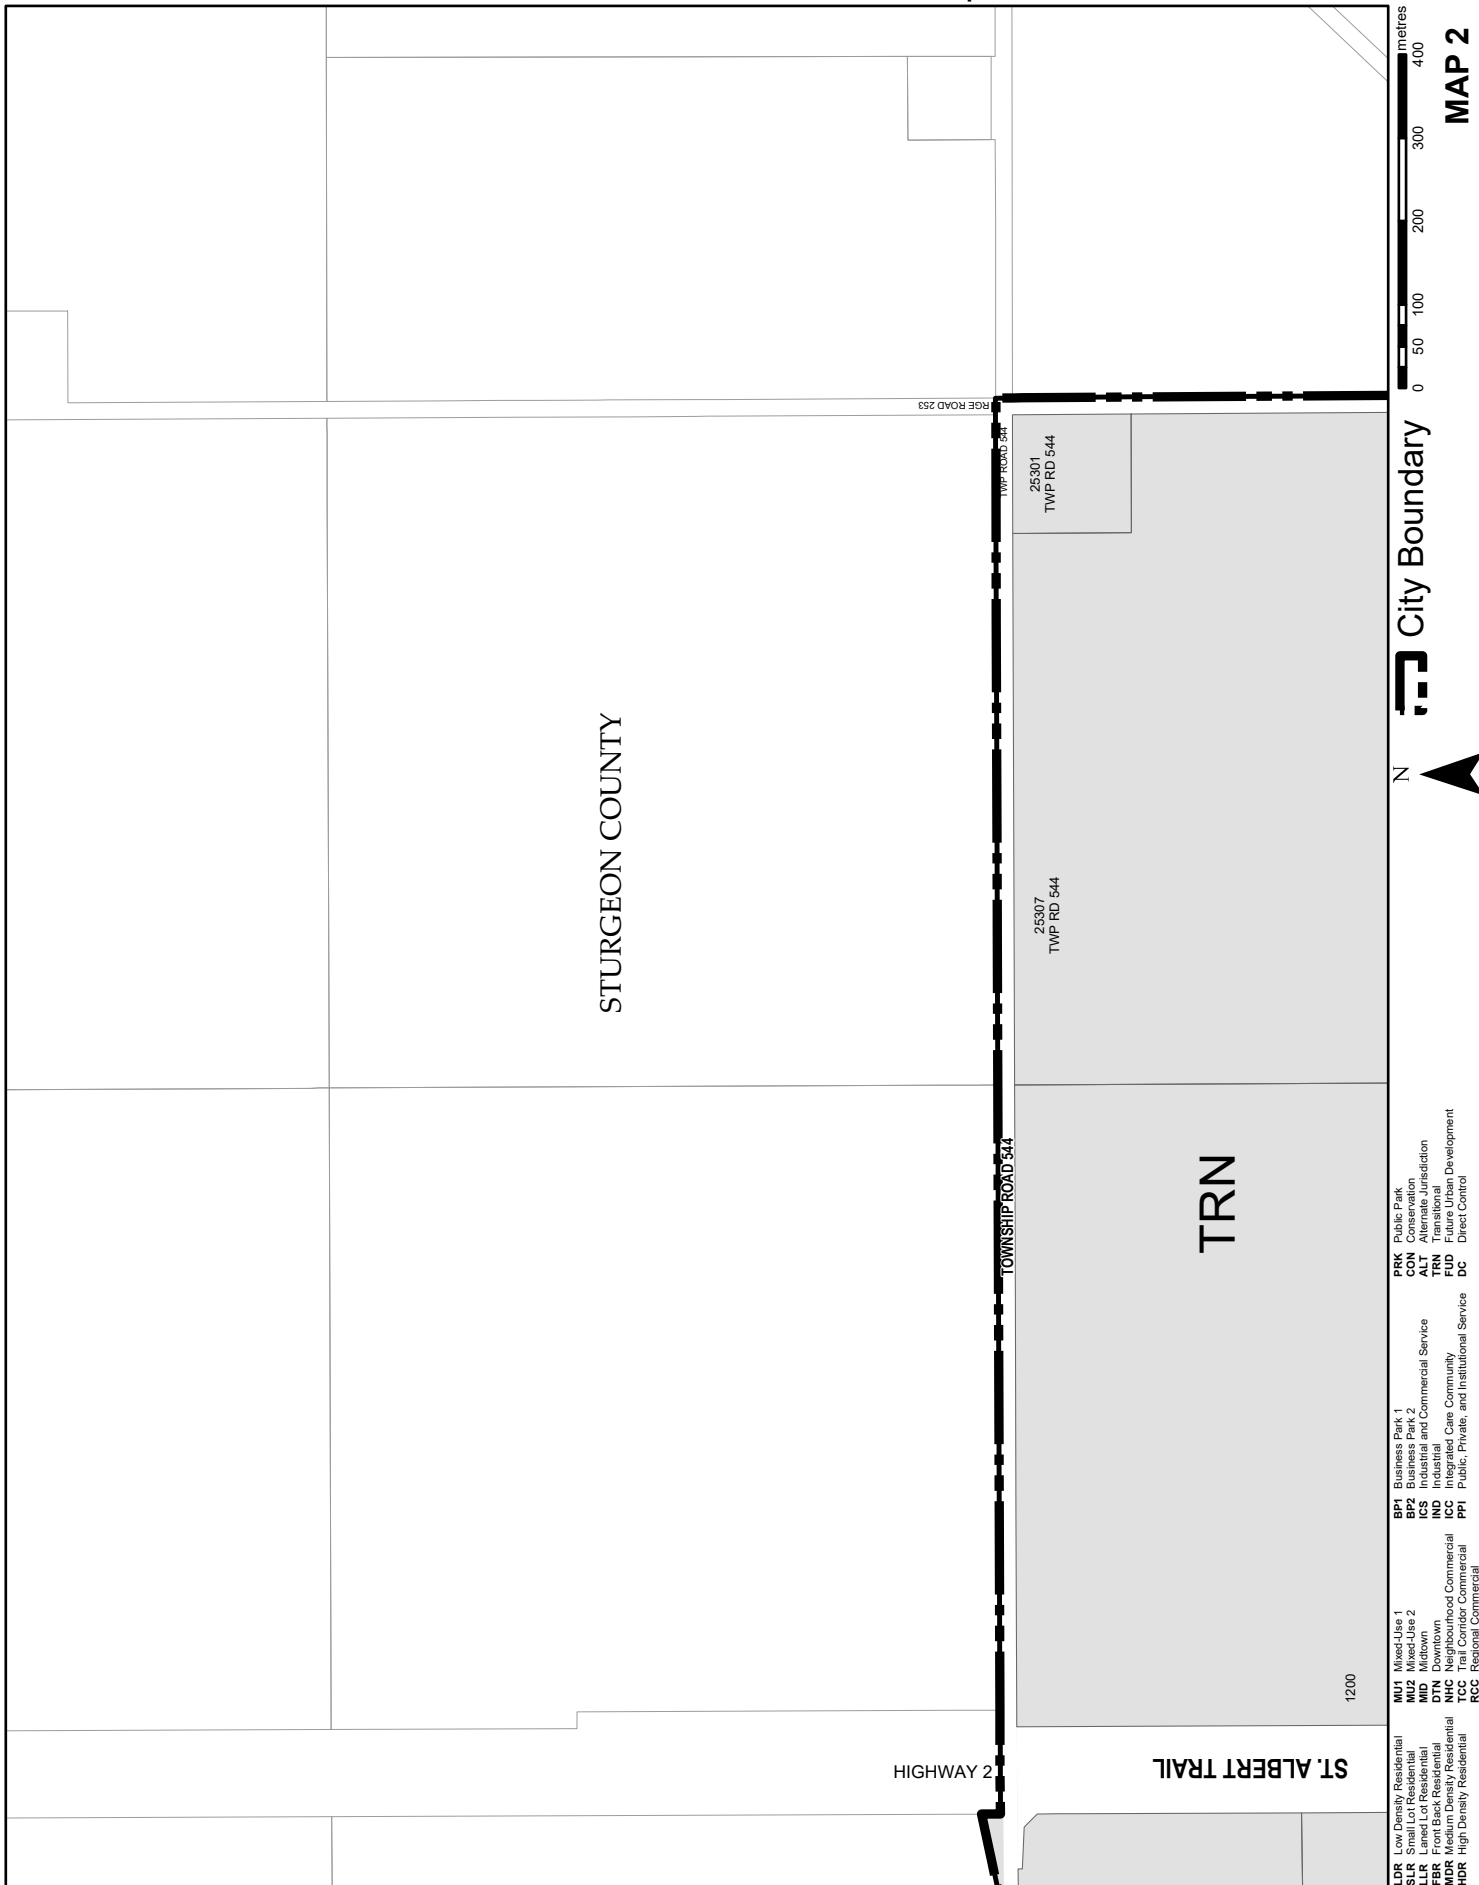 STURGEON COUNTY
HIGHWAY 2
RGE ROAD 253
TWP ROAD 544
TOWNSHIP ROAD 544
25301
TWP RD 544
25307
TWP RD 544
TRN
1200
ST. ALBERT TRAIL
LDR Low Density Residential
SLR Small Lot Residential
LLR Laned Lot Residential
FBR Front Back Residential
MDR Medium Density Residential
HDR High Density Residential
MU1 Mixed-Use 1
MU2 Mixed-Use 2
MID Midtown
DTN Downtown
NHC Neighbourhood Commercial
TCC Trail Corridor Commercial
RCC Regional Commercial
BP1 Business Park 1
BP2 Business Park 2
ICS Industrial and Commercial Service
IND Industrial
ICC Integrated Care Community
PPI Public, Private, and Institutional Service
PRK Public Park
CON Conservation
ALT Alternate Jurisdiction
TRN Transitional
FUD Future Urban Development
DC Direct Control
N
City Boundary
0 50 100 200 300 400
metres
MAP 2